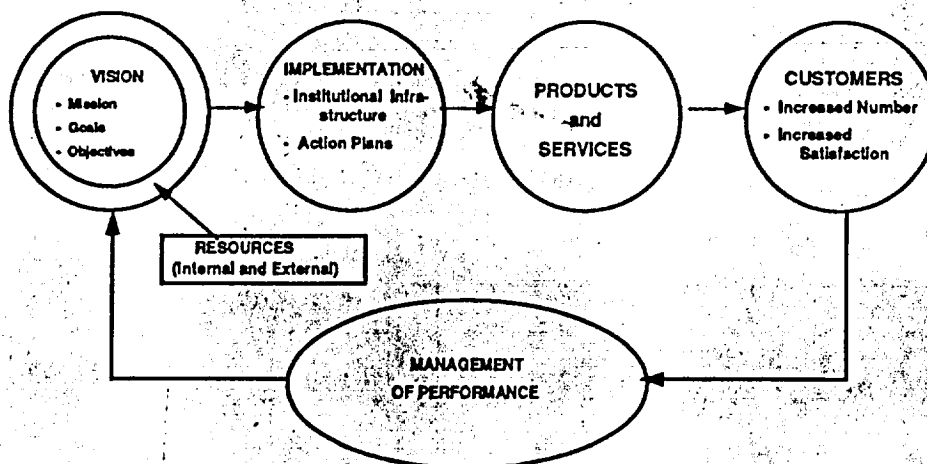 VISION
• Mission
• Goals
• Objectives
IMPLEMENTATION
• Institutional Infra-
structure
• Action Plans
PRODUCTS
and
SERVICES
CUSTOMERS
• Increased Number
• Increased
Satisfaction
RESOURCES
(Internal and External)
MANAGEMENT
OF PERFORMANCE